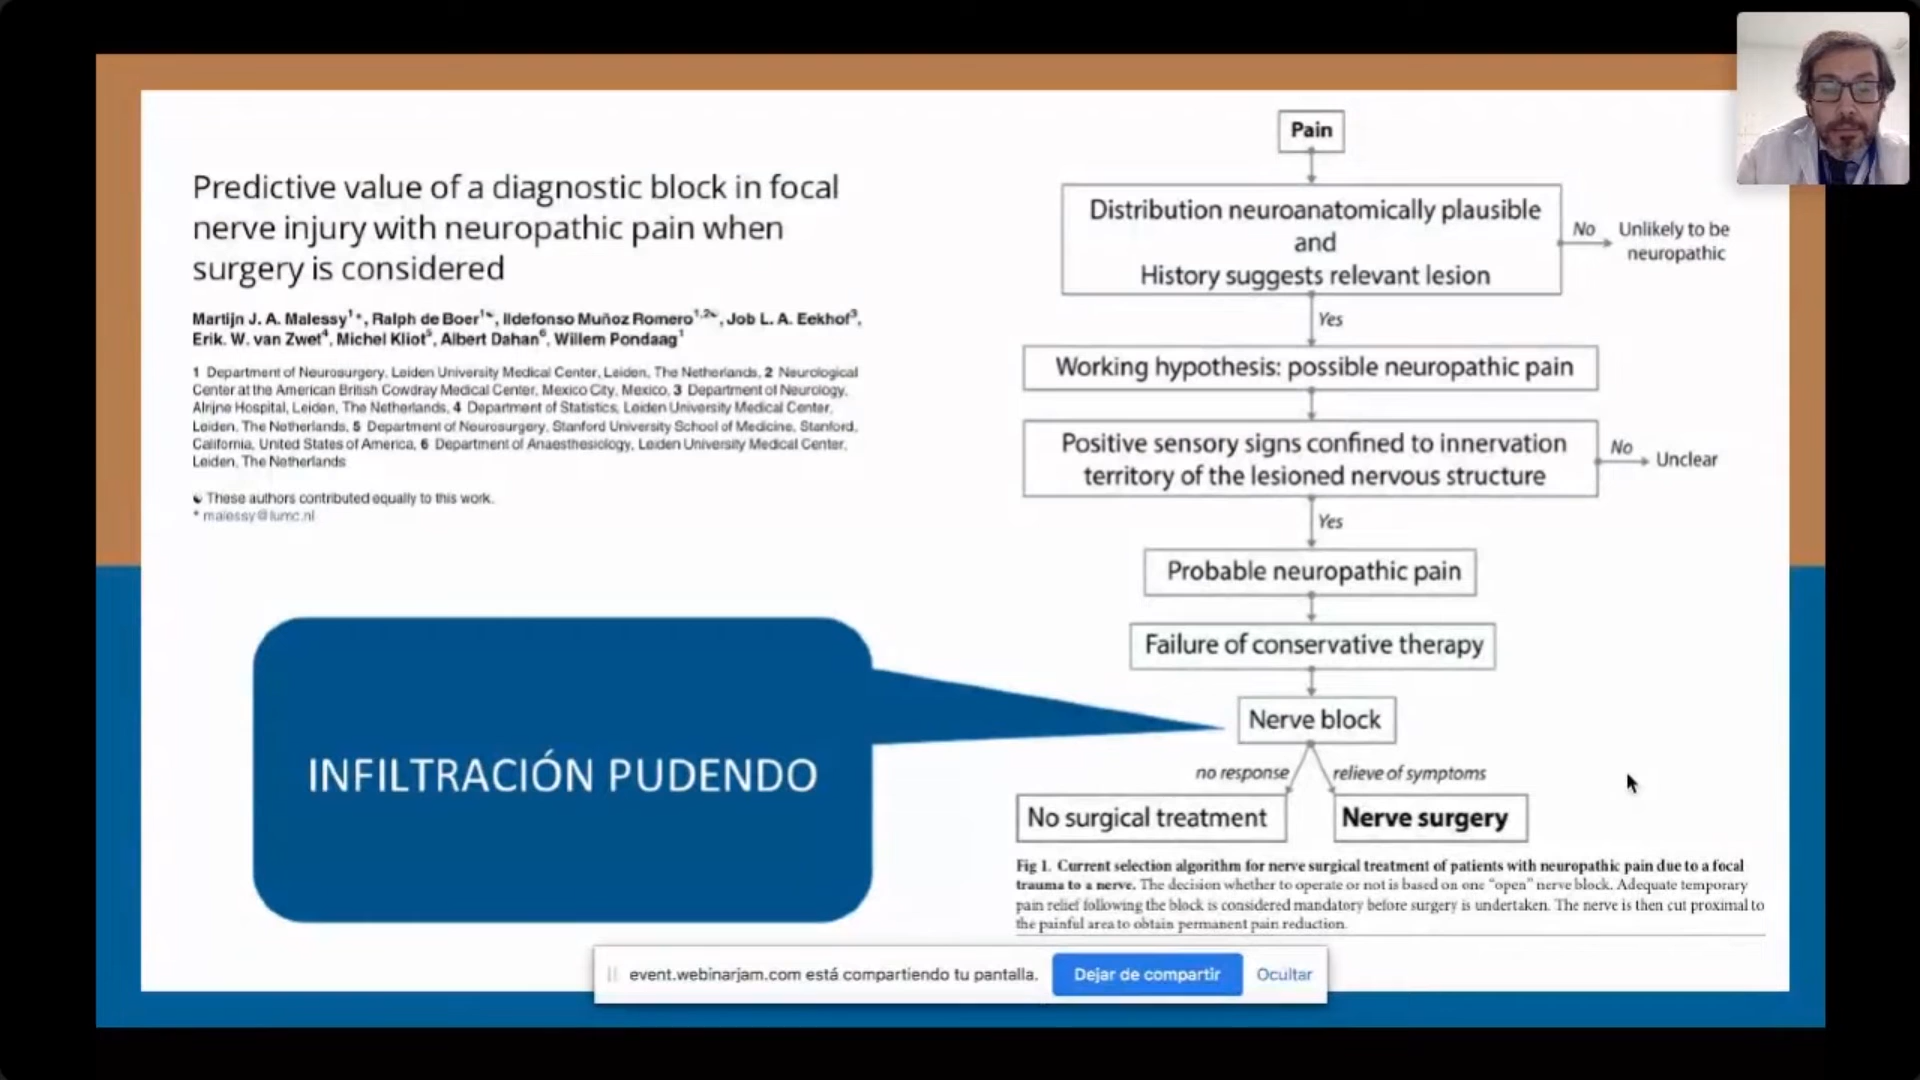 Predictive value of a diagnostic block in focal
nerve injury with neuropathic pain when
surgery is considered
Martijn J. A. Malessy1*, Ralph de Boer1☯, Ildefonso Muñoz Romero1,2☯, Job L. A. Eekhof3,
Erik. W. van Zwet4, Michel Kliot5, Albert Dahan6, Willem Pondaag1
1 Department of Neurosurgery, Leiden University Medical Center, Leiden, The Netherlands, 2 Neurological
Center at the American British Cowdray Medical Center, Mexico City, Mexico, 3 Department of Neurology,
Alrijne Hospital, Leiden, The Netherlands, 4 Department of Statistics, Leiden University Medical Center,
Leiden, The Netherlands, 5 Department of Neurosurgery, Stanford University School of Medicine, Stanford,
California, United States of America, 6 Department of Anaesthesiology, Leiden University Medical Center,
Leiden, The Netherlands
☯ These authors contributed equally to this work.
* malessy@lumc.nl
INFILTRACIÓN PUDENDO
Pain
Distribution neuroanatomically plausible
and
History suggests relevant lesion
No
Unlikely to be
neuropathic
Yes
Working hypothesis: possible neuropathic pain
Positive sensory signs confined to innervation
territory of the lesioned nervous structure
No
Unclear
Yes
Probable neuropathic pain
Failure of conservative therapy
Nerve block
no response
relieve of symptoms
No surgical treatment
Nerve surgery
Fig 1. Current selection algorithm for nerve surgical treatment of patients with neuropathic pain due to a focal
trauma to a nerve. The decision whether to operate or not is based on one “open” nerve block. Adequate temporary
pain relief following the block is considered mandatory before surgery is undertaken. The nerve is then cut proximal to
the painful area to obtain permanent pain reduction.
event.webinarjam.com está compartiendo tu pantalla.
Dejar de compartir
Ocultar